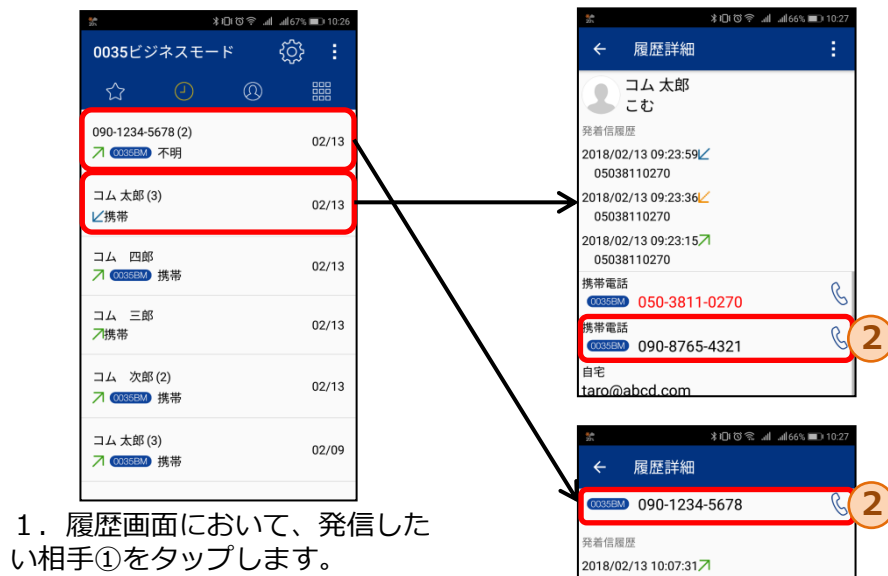 67% 10:26
0035ビジネスモード
090-1234-5678 (2)
0035BM 不明
02/13
コム 太郎 (3)
携帯
02/13
コム　四郎
0035BM 携帯
02/13
コム　三郎
携帯
02/13
コム　次郎 (2)
0035BM 携帯
02/13
コム 太郎 (3)
0035BM 携帯
02/09
1．履歴画面において、発信した
い相手①をタップします。
66% 10:27
履歴詳細
コム 太郎
こむ
発着信履歴
2018/02/13 09:23:59
05038110270
2018/02/13 09:23:36
05038110270
2018/02/13 09:23:15
05038110270
携帯電話
0035BM 050-3811-0270
携帯電話
0035BM 090-8765-4321
2
自宅
taro@abcd.com
66% 10:27
履歴詳細
0035BM 090-1234-5678
2
発着信履歴
2018/02/13 10:07:31